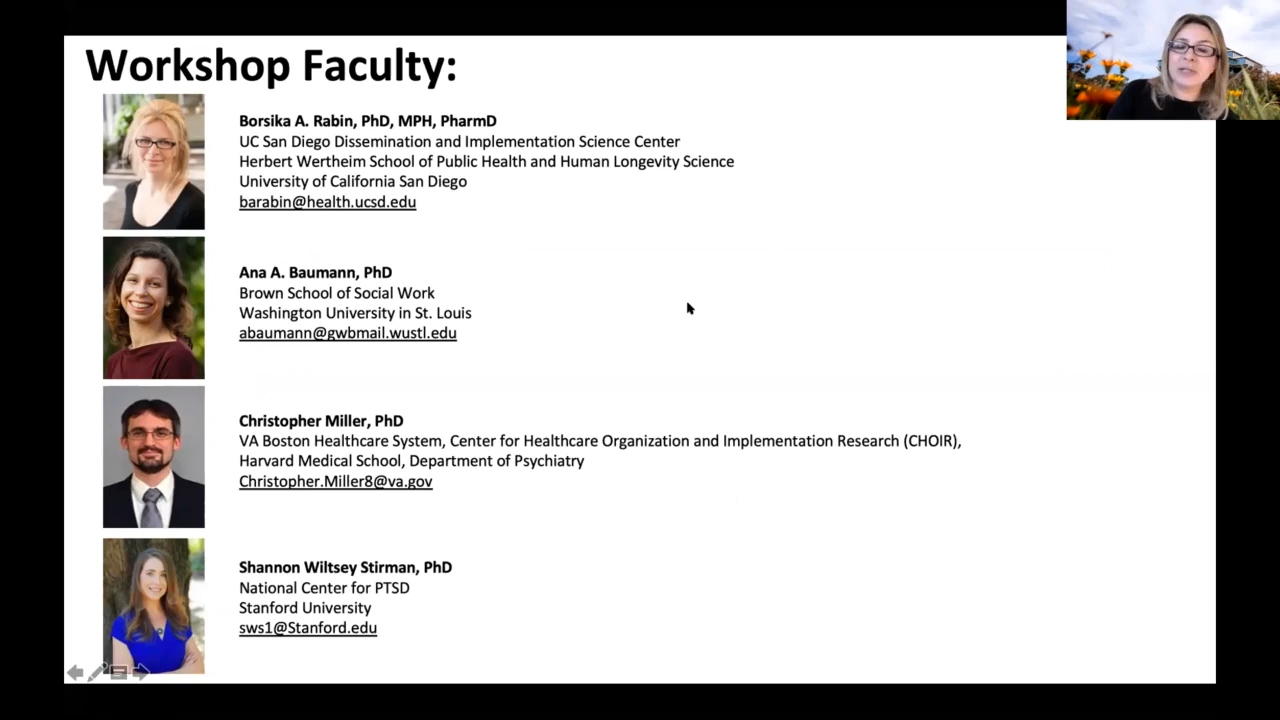 Workshop Faculty:
Borsika A. Rabin, PhD, MPH, PharmD
UC San Diego Dissemination and Implementation Science Center
Herbert Wertheim School of Public Health and Human Longevity Science
University of California San Diego
barabin@health.ucsd.edu
Ana A. Baumann, PhD
Brown School of Social Work
Washington University in St. Louis
abaumann@gwbmail.wustl.edu
Christopher Miller, PhD
VA Boston Healthcare System, Center for Healthcare Organization and Implementation Research (CHOIR),
Harvard Medical School, Department of Psychiatry
Christopher.Miller8@va.gov
Shannon Wiltsey Stirman, PhD
National Center for PTSD
Stanford University
sws1@Stanford.edu